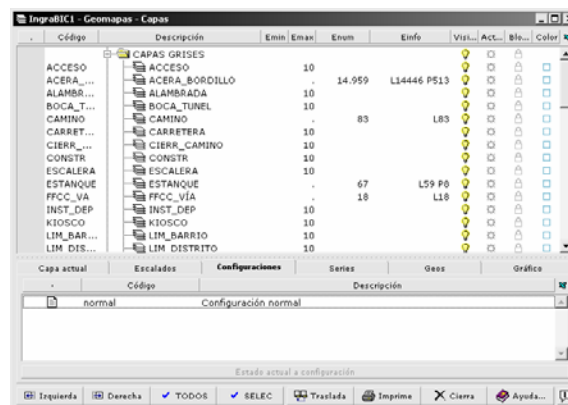 IngraBIC1 - Geomapas - Capas
. Código Descripción Emin Emax Enum Einfo Visi... Act... Blo... Color
CAPAS GRISES
ACCESO ACCESO 10
ACERA_... ACERA_BORDILLO . 14.959 L14446 P513
ALAMBR... ALAMBRADA 10
BOCA_T... BOCA_TUNEL 10
CAMINO CAMINO . 83 L83
CARRET... CARRETERA 10
CIERR_... CIERR_CAMINO 10
CONSTR CONSTR 10
ESCALERA ESCALERA 10
ESTANQUE ESTANQUE . 67 L59 P8
FFCC_VA FFCC_VÍA . 18 L18
INST_DEP INST_DEP 10
KIOSCO KIOSCO 10
LIM_BAR... LIM_BARRIO 10
LIM_DIS... LIM_DISTRITO 10
Capa actual Escalados Configuraciones Series Geos Gráfico
. Código Descripción
normal Configuración normal
Estado actual a configuración
Izquierda Derecha TODOS SELEC Traslada Imprime Cierra Ayuda...